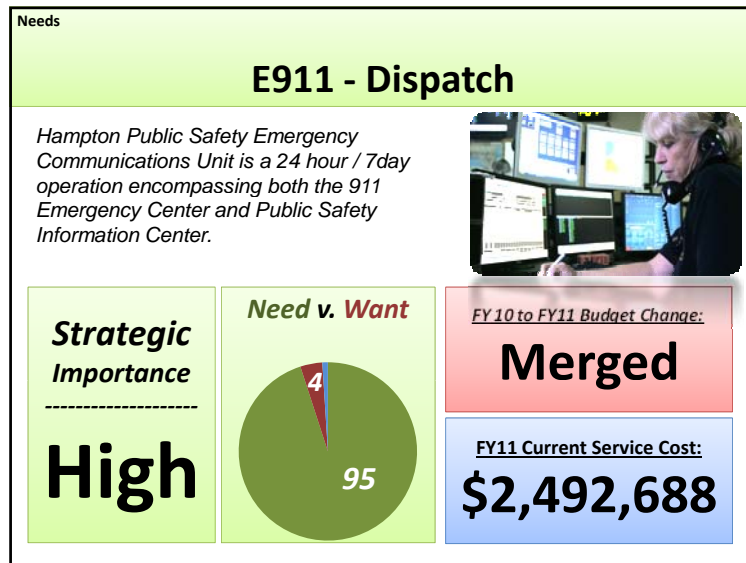 Needs
E911 - Dispatch
Hampton Public Safety Emergency
Communications Unit is a 24 hour / 7day
operation encompassing both the 911
Emergency Center and Public Safety
Information Center.
Strategic
Importance
--------------------
High
Need v. Want
4
95
FY 10 to FY11 Budget Change:
Merged
FY11 Current Service Cost:
$2,492,688